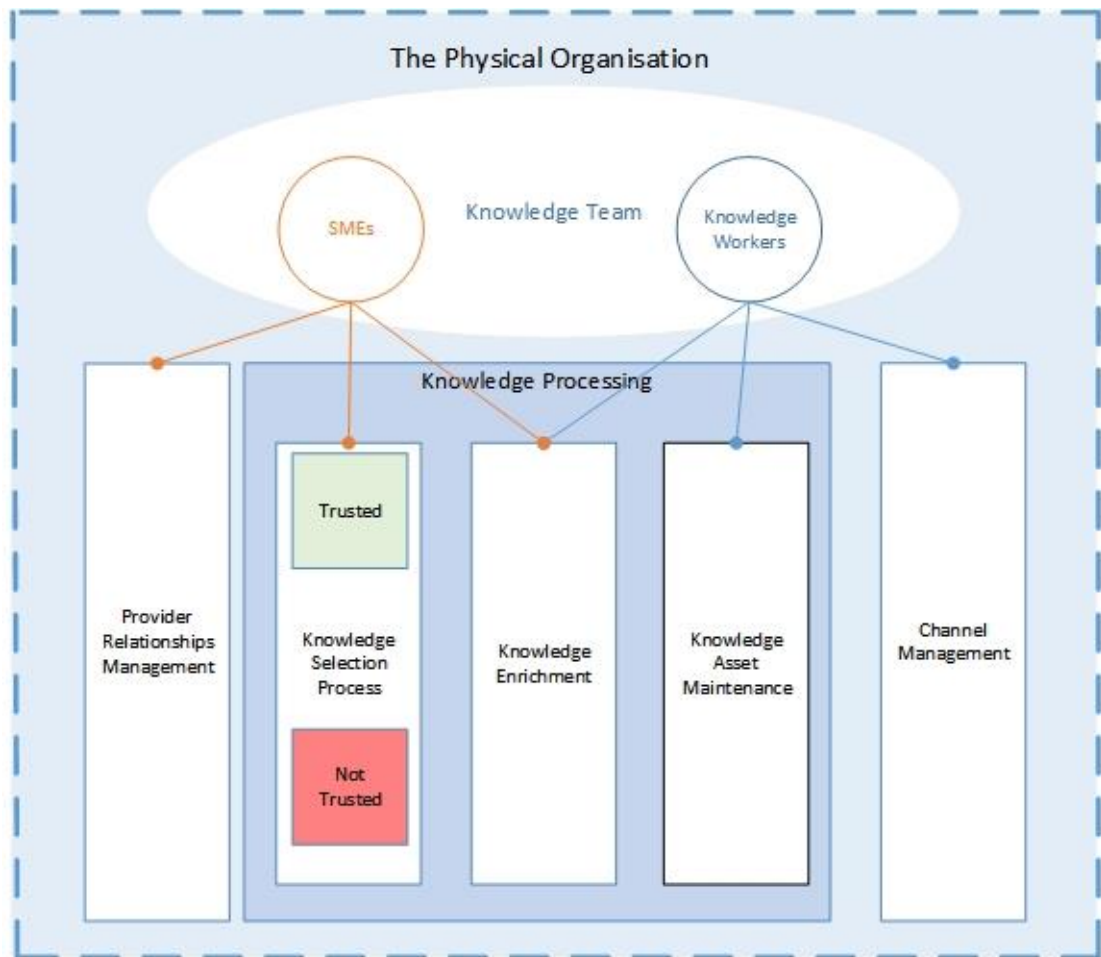 The Physical Organisation
Knowledge Team
SMEs
Knowledge
Workers
Knowledge Processing
Provider
Relationships
Management
Trusted
Knowledge
Selection
Process
Not
Trusted
Knowledge
Enrichment
Knowledge
Asset
Maintenance
Channel
Management